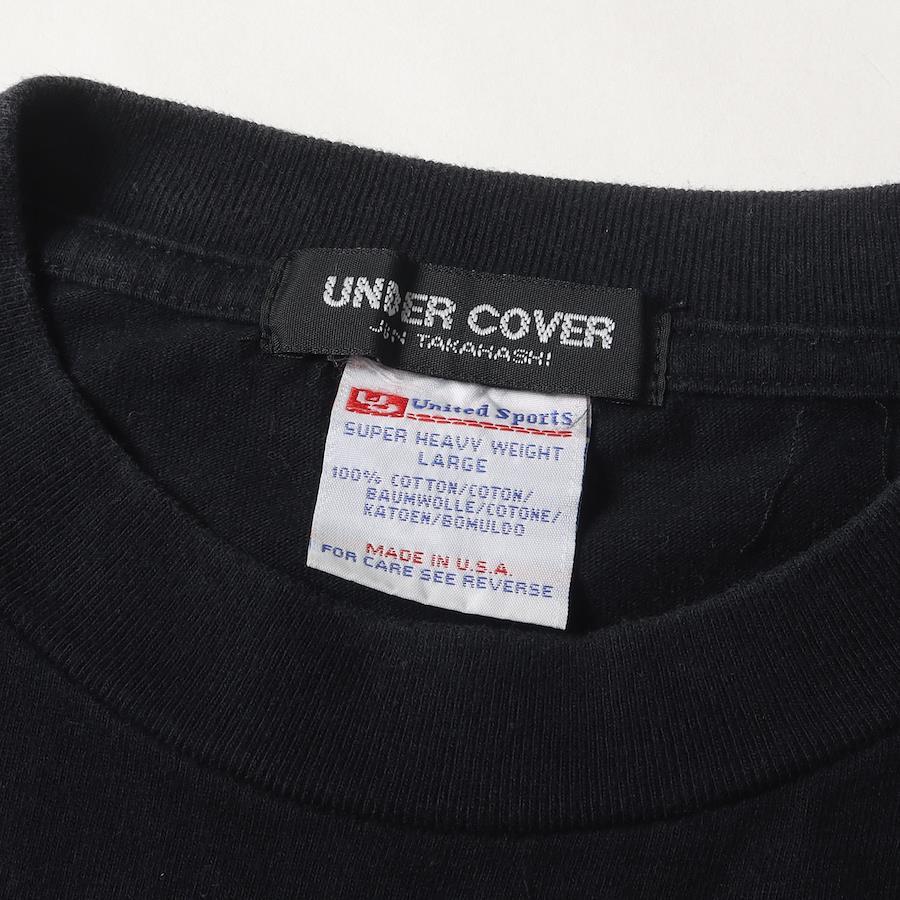 UNDER COVER
JUN TAKAHASHI
US United Sports
SUPER HEAVY WEIGHT
LARGE
100% COTTON/COTON/
BAUMWOLLE/COTONE/
KATOEN/BOMULDO
MADE IN U.S.A.
FOR CARE SEE REVERSE